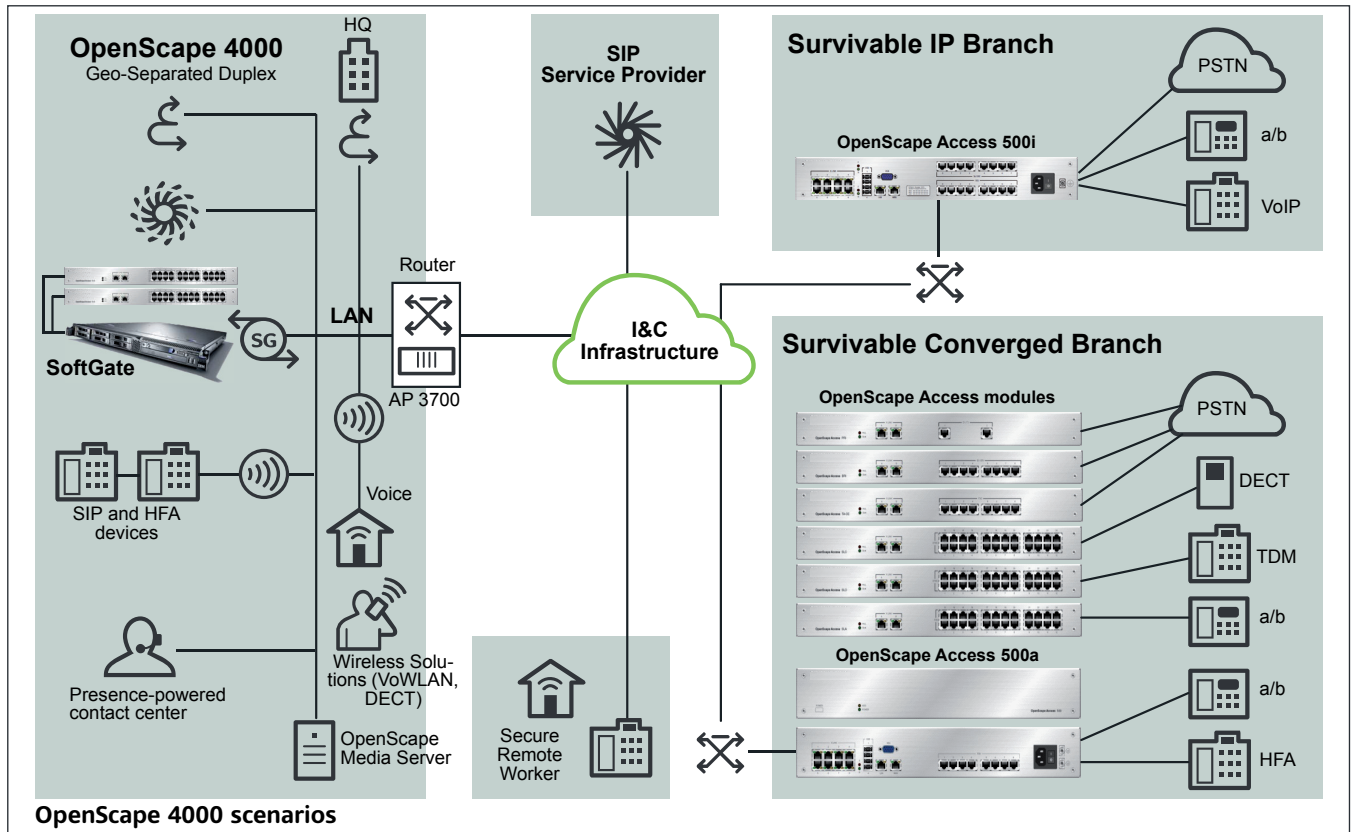 OpenScape 4000
Geo-Separated Duplex
HQ
SoftGate
SG
LAN
Router
AP 3700
SIP and HFA
devices
Voice
Wireless Solu-
tions (VoWLAN,
DECT)
Presence-powered
contact center
OpenScape
Media Server
SIP
Service Provider
I&C
Infrastructure
Secure
Remote
Worker
Survivable IP Branch
OpenScape Access 500i
PSTN
a/b
VoIP
Survivable Converged Branch
OpenScape Access modules
PSTN
DECT
TDM
a/b
OpenScape Access 500a
a/b
HFA
OpenScape 4000 scenarios